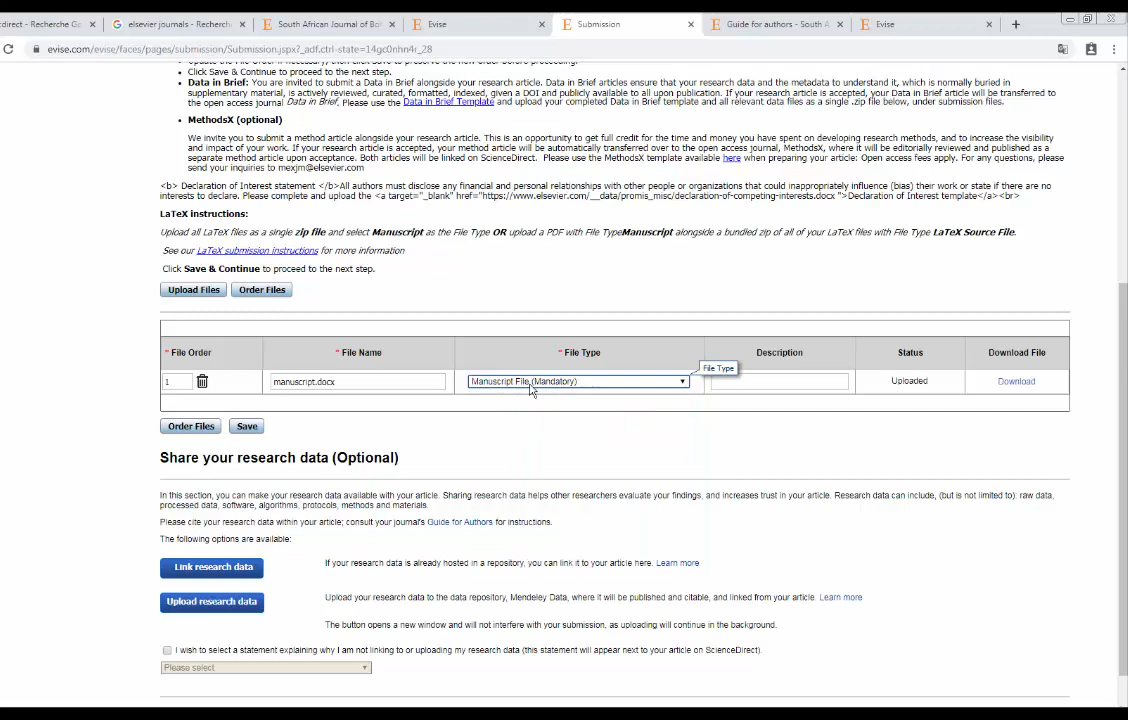 direct - Recherche Go
elsevier journals - Recherche
South African Journal of Bot
Evise
Submission
Guide for authors - South A
Evise
evise.com/evise/faces/pages/submission/Submission.jspx?_adf.ctrl-state=14gc0nhn4r_28
Update the File Order if necessary, then click Save to preserve the new order before proceeding.
Click Save & Continue to proceed to the next step.
Data in Brief: You are invited to submit a Data in Brief alongside your research article. Data in Brief articles ensure that your research data and the metadata to understand it, which is normally buried in
supplementary material, is actively reviewed, curated, formatted, indexed, given a DOI and publicly available to all upon publication. If your research article is accepted, your Data in Brief will be transferred to
the open access journal Data in Brief, Please use the Data in Brief Template and upload your completed Data in Brief template and all relevant data files as a single .zip file below, under submission files.
MethodsX (optional)
We invite you to submit a method article alongside your research article. This is an opportunity to get full credit for the time and money you have spent on developing research methods, and to increase the visibility
and impact of your work. If your research article is accepted, your method article will be automatically transferred over to the open access journal, MethodsX, where it will be editorially reviewed and published as a
separate method article upon acceptance. Both articles will be linked on ScienceDirect. Please use the MethodsX template available here when preparing your article: Open access fees apply. For any questions, please
send your inquiries to mexjm@elsevier.com
<b> Declaration of Interest statement </b>All authors must disclose any financial and personal relationships with other people or organizations that could inappropriately influence (bias) their work or state if there are no
interests to declare. Please complete and upload the <a target="_blank" href="https://www.elsevier.com/__data/promis_misc/declaration-of-competing-interests.docx ">Declaration of Interest template</a><br>
LaTeX instructions:
Upload all LaTeX files as a single zip file and select Manuscript as the File Type OR upload a PDF with File TypeManuscript alongside a bundled zip of all of your LaTeX files with File Type LaTeX Source File.
See our LaTeX submission instructions for more information
Click Save & Continue to proceed to the next step.
Upload Files Order Files
* File Order * File Name * File Type Description Status Download File
File Type
1 manuscript.docx Manuscript File (Mandatory) Uploaded Download
Order Files Save
Share your research data (Optional)
In this section, you can make your research data available with your article. Sharing research data helps other researchers evaluate your findings, and increases trust in your article. Research data can include, (but is not limited to): raw data,
processed data, software, algorithms, protocols, methods and materials.
Please cite your research data within your article; consult your journal's Guide for Authors for instructions.
The following options are available:
Link research data If your research data is already hosted in a repository, you can link it to your article here. Learn more
Upload research data Upload your research data to the data repository, Mendeley Data, where it will be published and citable, and linked from your article. Learn more
The button opens a new window and will not interfere with your submission, as uploading will continue in the background.
I wish to select a statement explaining why I am not linking to or uploading my research data (this statement will appear next to your article on ScienceDirect).
Please select